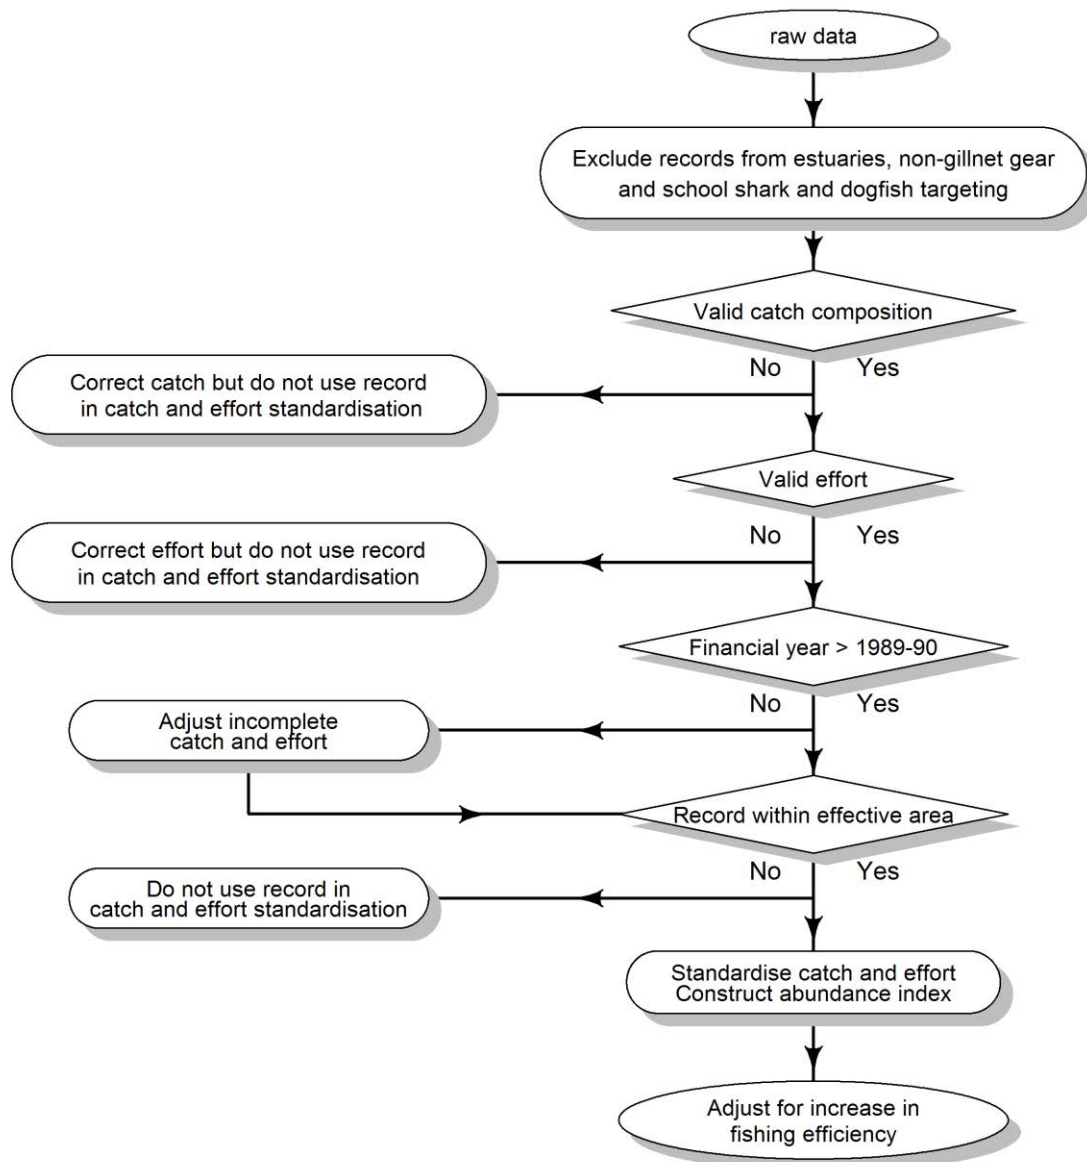 raw data
Exclude records from estuaries, non-gillnet gear
and school shark and dogfish targeting
Valid catch composition
No Yes
Correct catch but do not use record
in catch and effort standardisation
Valid effort
No Yes
Correct effort but do not use record
in catch and effort standardisation
Financial year > 1989-90
No Yes
Adjust incomplete
catch and effort
Record within effective area
No Yes
Do not use record in
catch and effort standardisation
Standardise catch and effort
Construct abundance index
Adjust for increase in
fishing efficiency